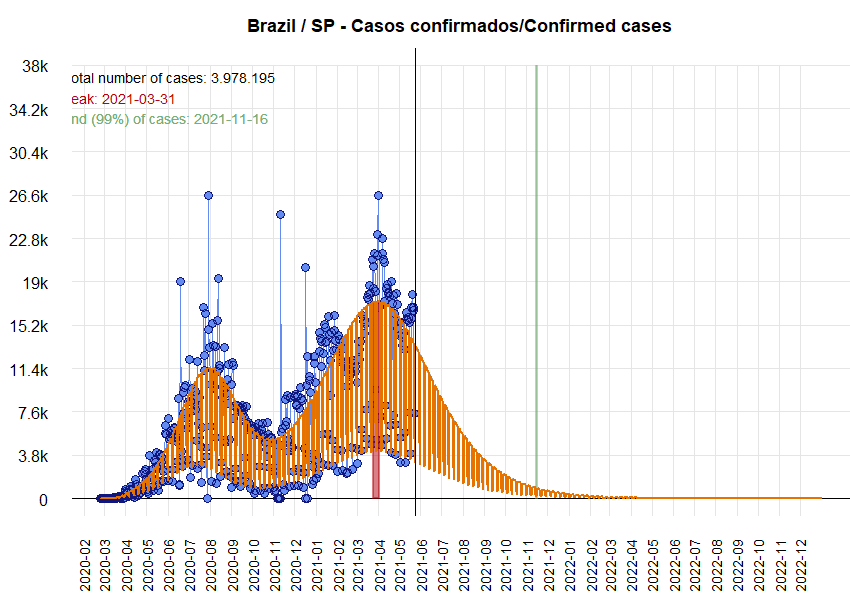 Brazil / SP - Casos confirmados/Confirmed cases
38k
34.2k
30.4k
26.6k
22.8k
19k
15.2k
11.4k
7.6k
3.8k
0
otal number of cases: 3.978.195
eak: 2021-03-31
nd (99%) of cases: 2021-11-16
2020-02
2020-03
2020-04
2020-05
2020-06
2020-07
2020-08
2020-09
2020-10
2020-11
2020-12
2021-01
2021-02
2021-03
2021-04
2021-05
2021-06
2021-07
2021-08
2021-09
2021-10
2021-11
2021-12
2022-01
2022-02
2022-03
2022-04
2022-05
2022-06
2022-07
2022-08
2022-09
2022-10
2022-11
2022-12